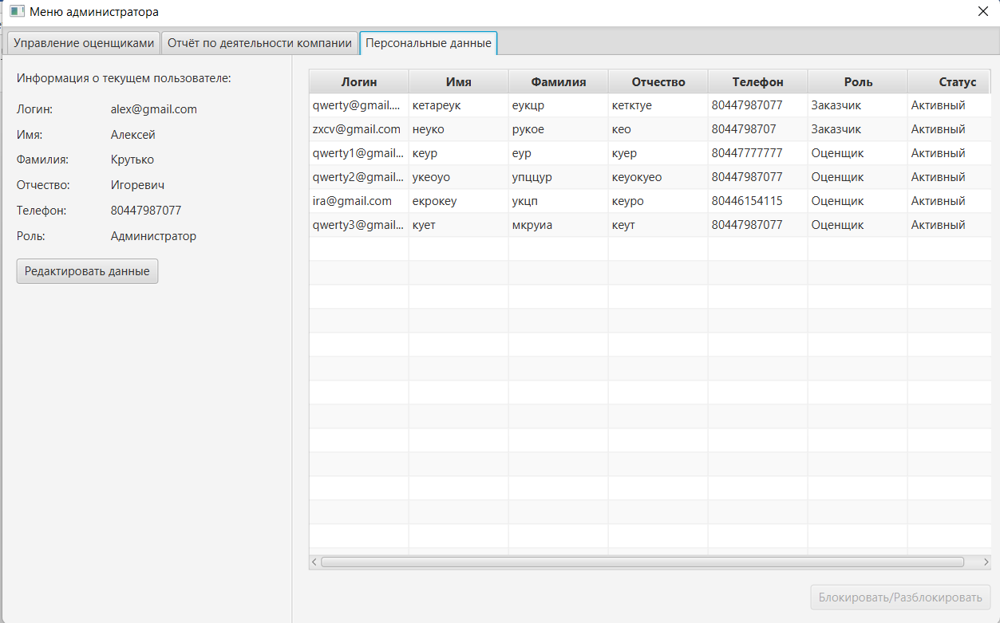 Меню администратора
Управление оценщиками Отчёт по деятельности компании Персональные данные
Информация о текущем пользователе:
Логин: alex@gmail.com
Имя: Алексей
Фамилия: Крутько
Отчество: Игоревич
Телефон: 80447987077
Роль: Администратор
Редактировать данные
Логин Имя Фамилия Отчество Телефон Роль Статус
qwerty@gmail.... кетареук еукцр кетктуе 80447987077 Заказчик Активный
zxcv@gmail.com неуко рукое кео 8044798707 Заказчик Активный
qwerty1@gmail... кеур еур куер 80447777777 Оценщик Активный
qwerty2@gmail... укеоуо упццур кеуокуео 80447987077 Оценщик Активный
ira@gmail.com екрокеу укцп кеуро 80446154115 Оценщик Активный
qwerty3@gmail... кует мкруиа кеут 80447987077 Оценщик Активный
Блокировать/Разблокировать